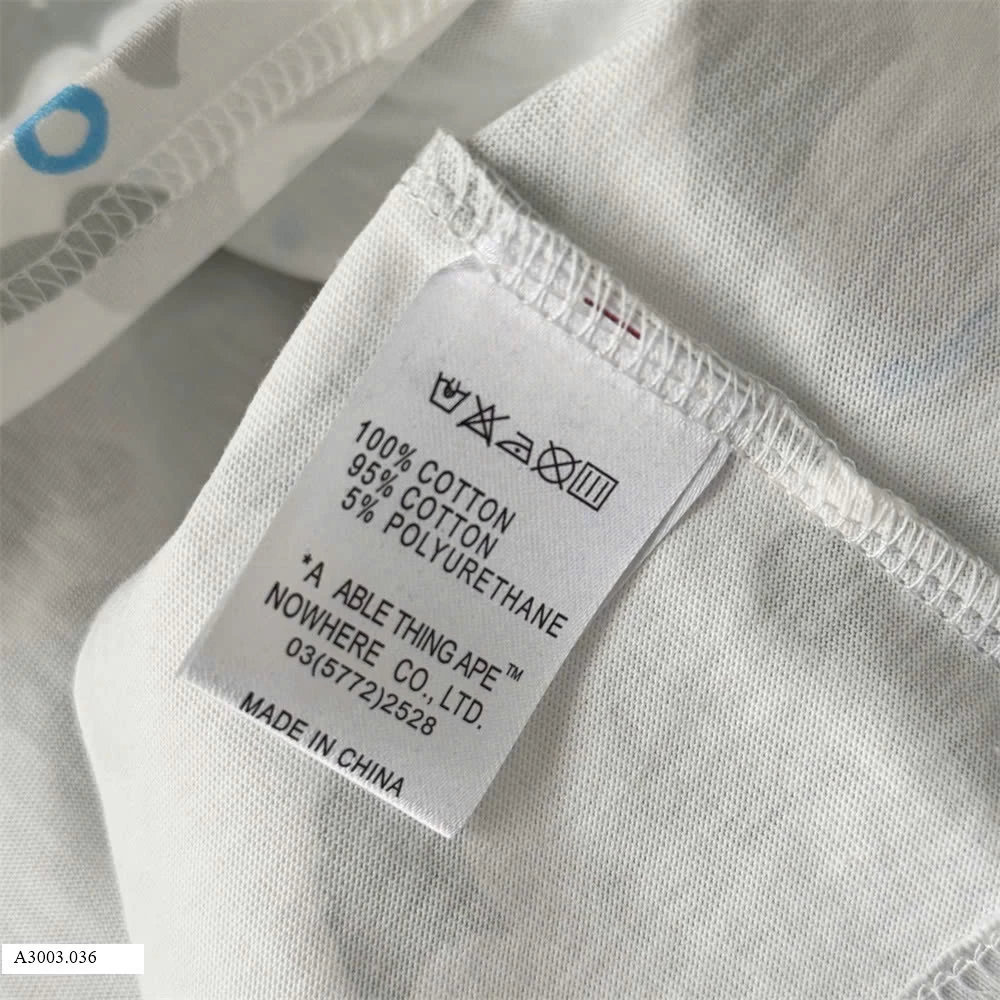 100% COTTON
95% COTTON
5% POLYURETHANE
*A ABLE THING APE™
NOWHERE CO., LTD.
03(5772)2528
MADE IN CHINA
A3003.036